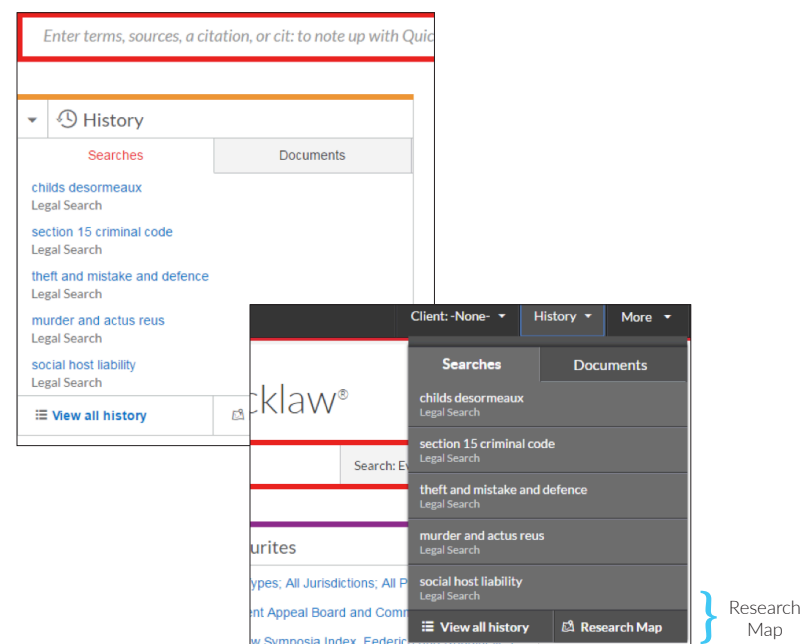 Enter terms, sources, a citation, or cit: to note up with Quic
History
Searches Documents
childs desormeaux
Legal Search
section 15 criminal code
Legal Search
theft and mistake and defence
Legal Search
murder and actus reus
Legal Search
social host liability
Legal Search
View all history
Client: -None- History More
Searches Documents
cklaw®
childs desormeaux
Legal Search
section 15 criminal code
Legal Search
Search: Ev
theft and mistake and defence
Legal Search
murder and actus reus
Legal Search
urites
social host liability
Legal Search
ypes; All Jurisdictions; All P
nt Appeal Board and Comm
View all history Research Map
w Symposia Index, Federic
Research
Map